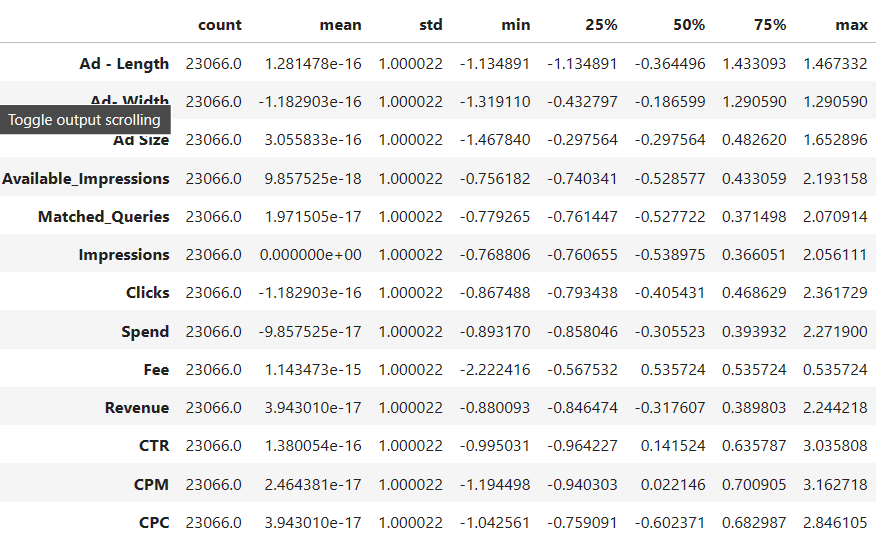 count mean std min 25% 50% 75% max
Ad - Length 23066.0 1.281478e-16 1.000022 -1.134891 -1.134891 -0.364496 1.433093 1.467332
Ad- Width 23066.0 -1.182903e-16 1.000022 -1.319110 -0.432797 -0.186599 1.290590 1.290590
Toggle output scrolling
Ad Size 23066.0 3.055833e-16 1.000022 -1.467840 -0.297564 -0.297564 0.482620 1.652896
Available_Impressions 23066.0 9.857525e-18 1.000022 -0.756182 -0.740341 -0.528577 0.433059 2.193158
Matched_Queries 23066.0 1.971505e-17 1.000022 -0.779265 -0.761447 -0.527722 0.371498 2.070914
Impressions 23066.0 0.000000e+00 1.000022 -0.768806 -0.760655 -0.538975 0.366051 2.056111
Clicks 23066.0 -1.182903e-16 1.000022 -0.867488 -0.793438 -0.405431 0.468629 2.361729
Spend 23066.0 -9.857525e-17 1.000022 -0.893170 -0.858046 -0.305523 0.393932 2.271900
Fee 23066.0 1.143473e-15 1.000022 -2.222416 -0.567532 0.535724 0.535724 0.535724
Revenue 23066.0 3.943010e-17 1.000022 -0.880093 -0.846474 -0.317607 0.389803 2.244218
CTR 23066.0 1.380054e-16 1.000022 -0.995031 -0.964227 0.141524 0.635787 3.035808
CPM 23066.0 2.464381e-17 1.000022 -1.194498 -0.940303 0.022146 0.700905 3.162718
CPC 23066.0 3.943010e-17 1.000022 -1.042561 -0.759091 -0.602371 0.682987 2.846105